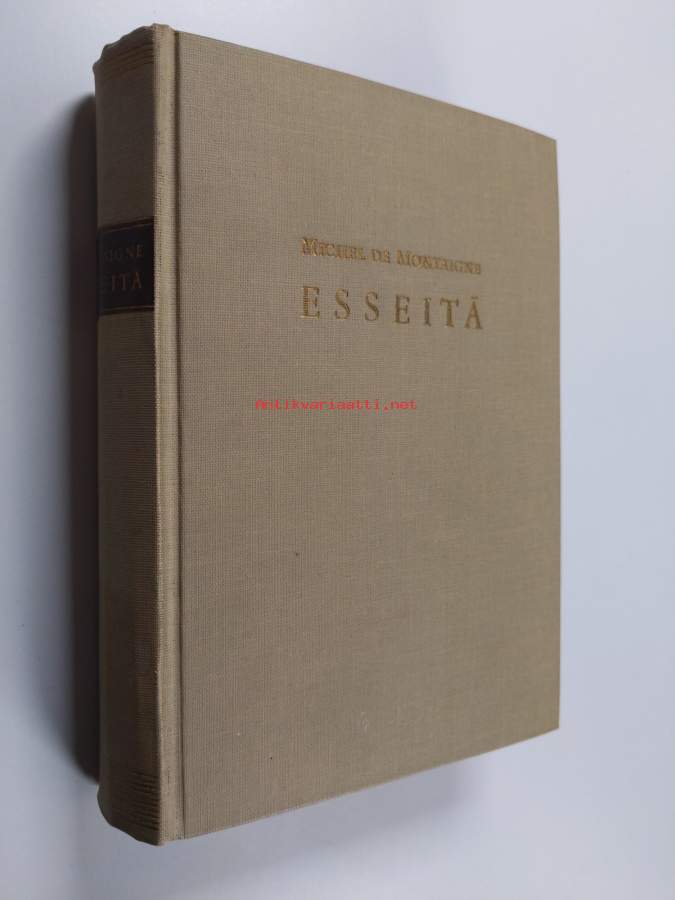 MICHEL DE MONTAIGNE
ESSEITÄ
Antikvariaatti.net